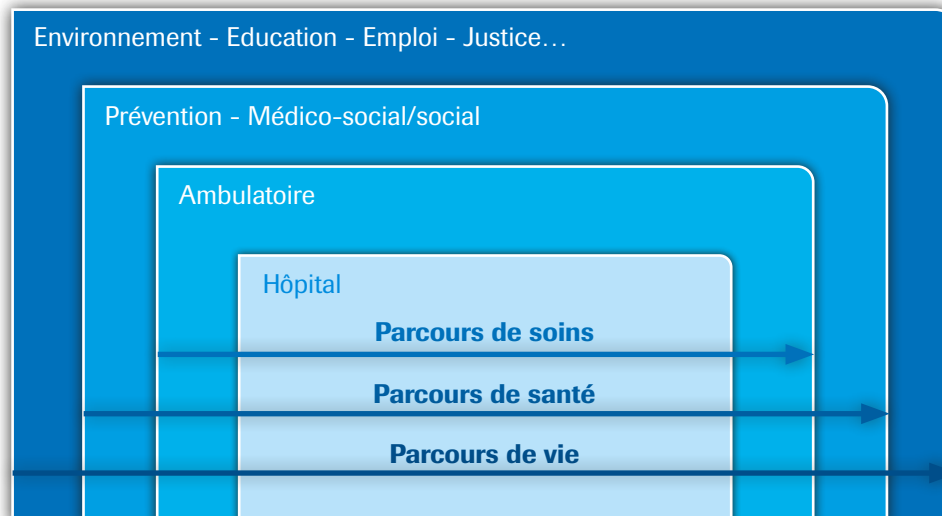 Environnement - Education - Emploi - Justice…
Prévention - Médico-social/social
Ambulatoire
Hôpital
Parcours de soins
Parcours de santé
Parcours de vie